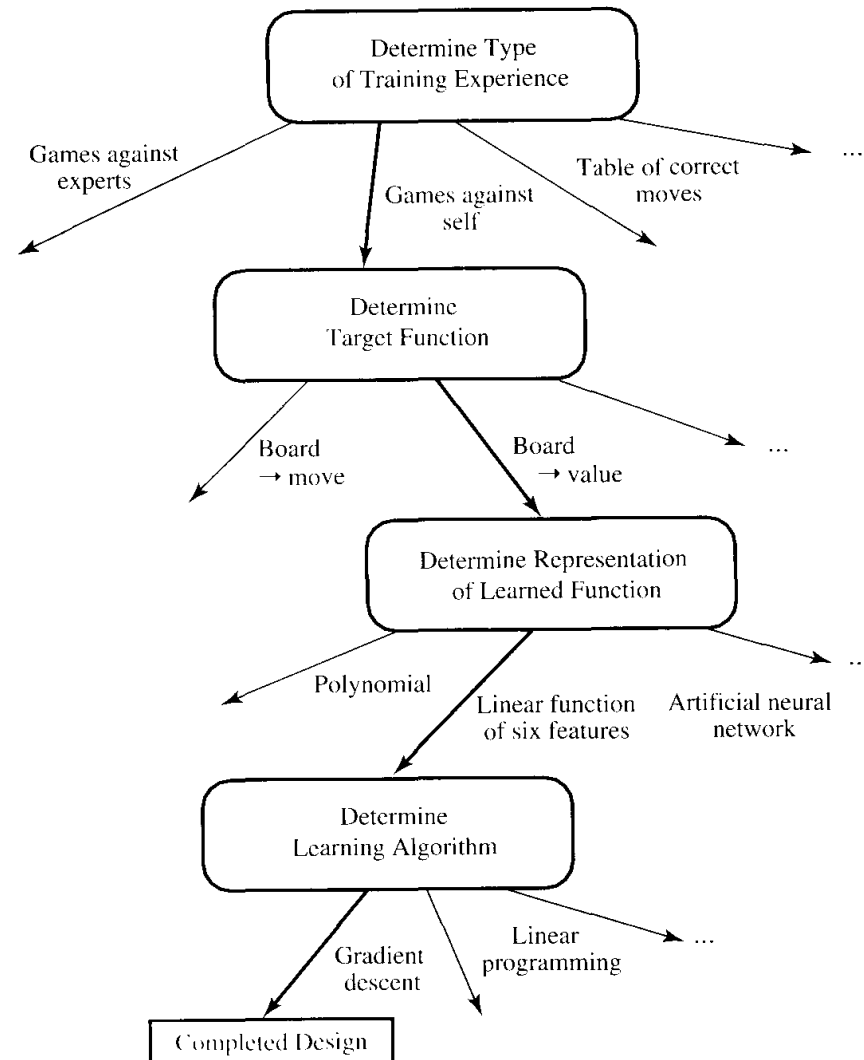 Determine Type
of Training Experience
Games against
experts
Games against
self
Table of correct
moves
...
Determine
Target Function
Board
→ move
Board
→ value
...
Determine Representation
of Learned Function
Polynomial
Linear function
of six features
Artificial neural
network
..
Determine
Learning Algorithm
Gradient
descent
Linear
programming
...
Completed Design